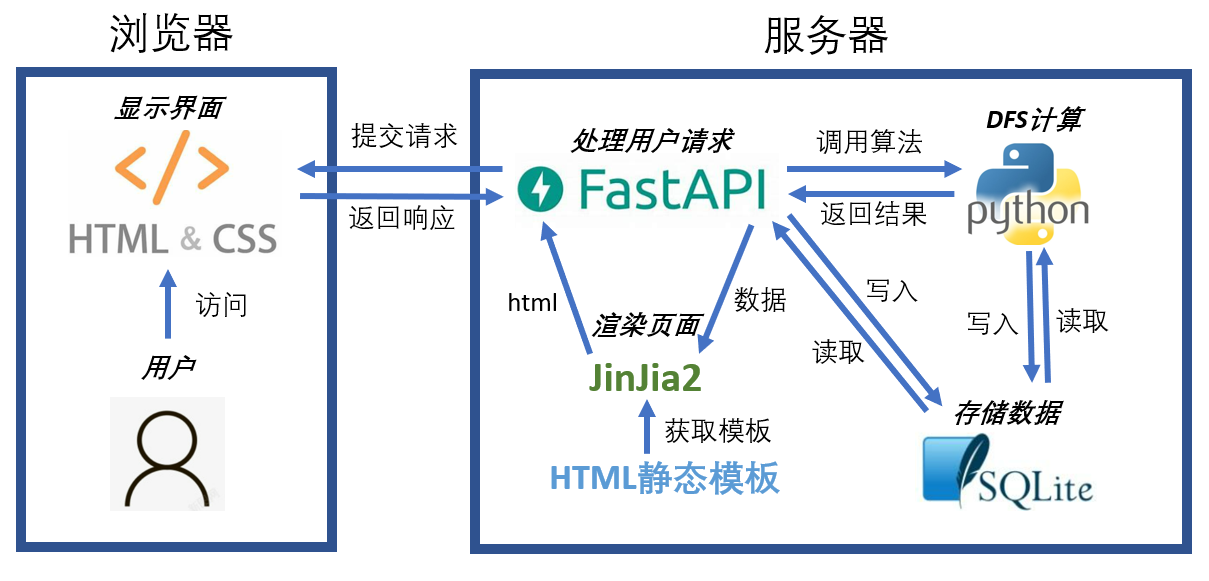 浏览器
服务器
显示界面
HTML & CSS
访问
用户
提交请求
返回响应
处理用户请求
FastAPI
调用算法
返回结果
DFS计算
python
html
数据
渲染页面
JinJia2
获取模板
HTML静态模板
写入
读取
写入
读取
存储数据
SQLite